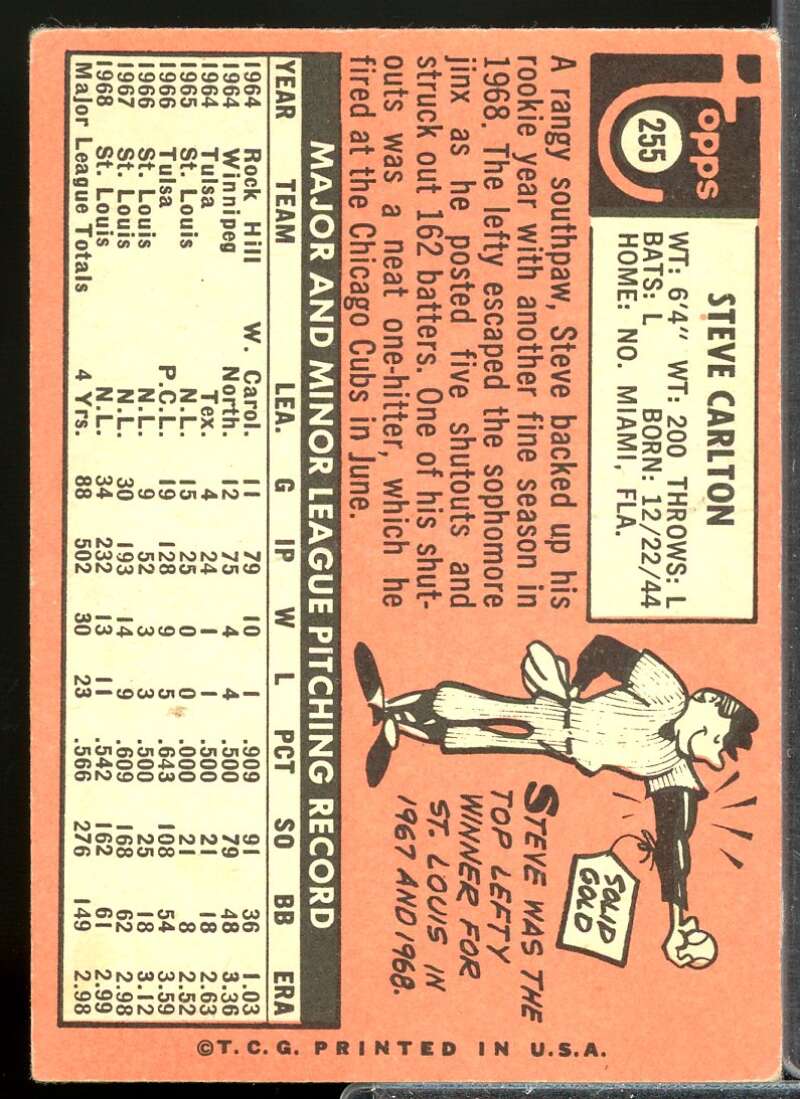 Topps
255
STEVE CARLTON
WT: 6'4" WT: 200 THROWS: L
BATS: L BORN: 12/22/44
HOME: NO. MIAMI, FLA.
A rangy southpaw, Steve backed up his
rookie year with another fine season in
1968. The lefty escaped the sophomore
jinx as he posted five shutouts and
struck out 162 batters. One of his shut-
outs was a neat one-hitter, which he
fired at the Chicago Cubs in June.
SOLID
GOLD
STEVE WAS THE
TOP LEFTY
WINNER FOR
ST. LOUIS IN
1967 AND 1968.
MAJOR AND MINOR LEAGUE PITCHING RECORD
YEAR TEAM LEA. G IP W L PCT SO BB ERA
1964 Rock Hill W. Carol. 11 79 10 1 .909 91 36 1.03
1964 Winnipeg North. 12 75 4 4 .500 79 48 3.36
1964 Tulsa Tex. 4 24 1 1 .500 21 18 2.63
1965 St. Louis N.L. 15 25 0 0 .000 21 8 2.52
1966 Tulsa P.C.L. 19 128 9 5 .643 108 54 3.59
1966 St. Louis N.L. 9 52 3 3 .500 25 18 3.12
1967 St. Louis N.L. 30 193 14 9 .609 168 62 2.98
1968 St. Louis N.L. 34 232 13 11 .542 162 61 2.99
Major League Totals 4 Yrs. 88 502 30 23 .566 276 149 2.98
©T.C.G. PRINTED IN U.S.A.